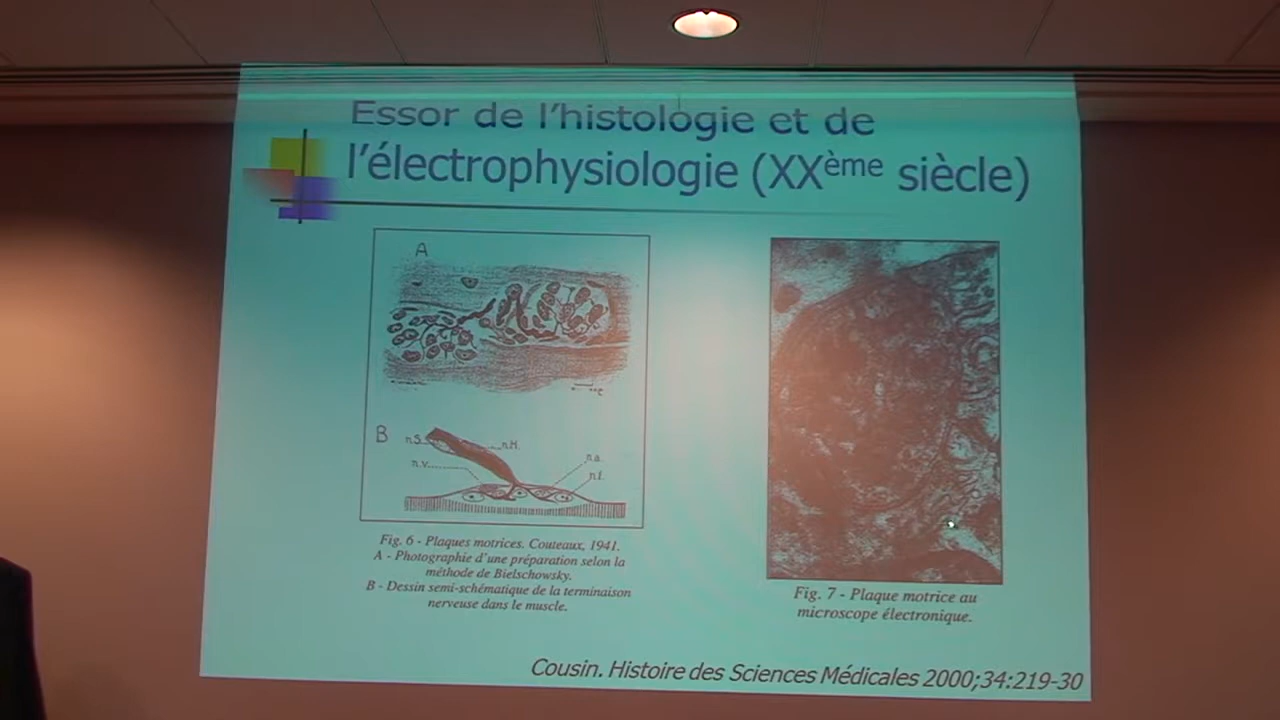 Essor de l'histologie et de
l'électrophysiologie (XXème siècle)
A
B
n.S.
n.M.
n.v.
n.a.
n.f.
Fig. 6 - Plaques motrices. Couteaux, 1941.
A - Photographie d'une préparation selon la
méthode de Bielschowsky.
B - Dessin semi-schématique de la terminaison
nerveuse dans le muscle.
Fig. 7 - Plaque motrice au
microscope électronique.
Cousin. Histoire des Sciences Médicales 2000;34:219-30